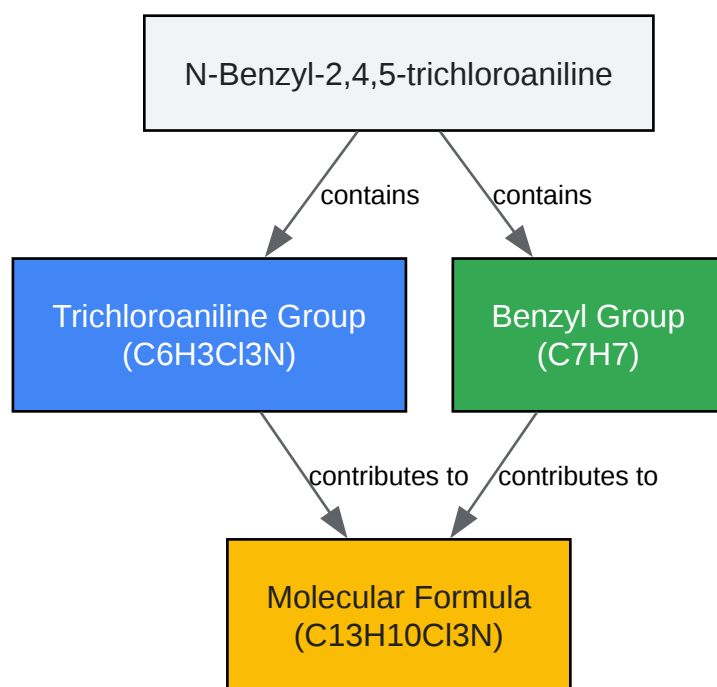 N-Benzyl-2,4,5-trichloroaniline
contains
contains
Trichloroaniline Group
(C6H3Cl3N)
Benzyl Group
(C7H7)
contributes to
contributes to
Molecular Formula
(C13H10Cl3N)